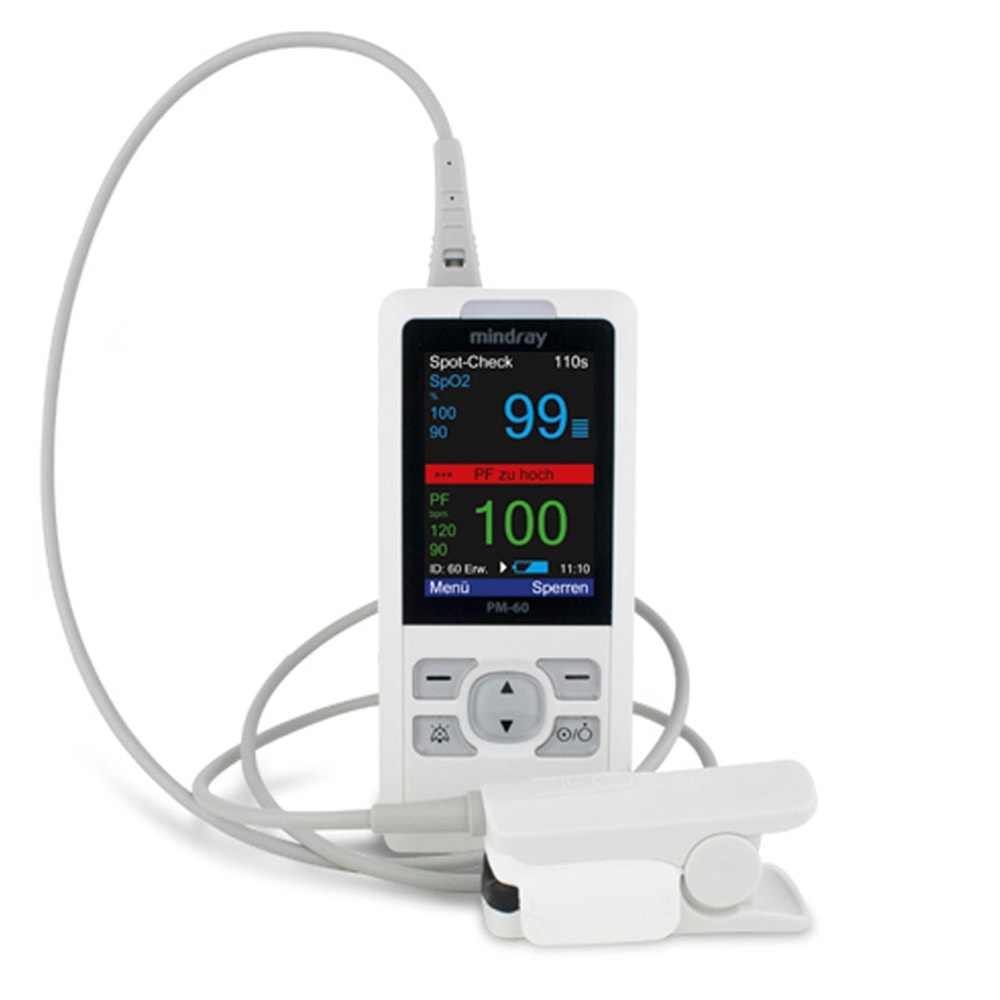 mindray
Spot-Check 110s
SpO2
%
100
90
99
*** PF zu hoch
PF
bpm
120
90
100
ID: 60 Erw. 11:10
Menü Sperren
PM-60